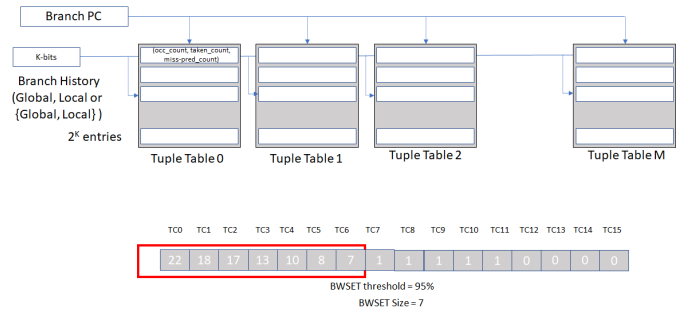 Branch PC
K-bits
(occ_count, taken_count,
miss-pred_count)
Branch History
(Global, Local or
{Global, Local} )
2^K entries
Tuple Table 0
Tuple Table 1
Tuple Table 2
Tuple Table M
TC0 TC1 TC2 TC3 TC4 TC5 TC6 TC7 TC8 TC9 TC10 TC11 TC12 TC13 TC14 TC15
22 18 17 13 10 8 7 1 1 1 1 1 0 0 0 0
BWSET threshold = 95%
BWSET Size = 7